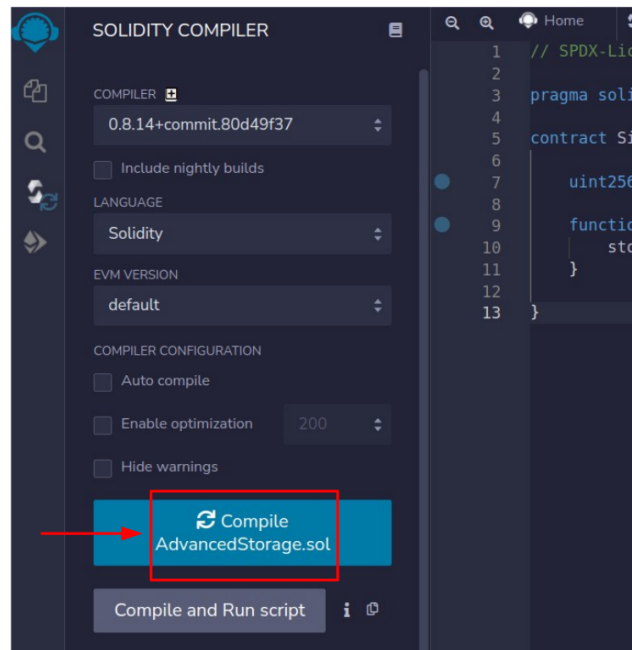 SOLIDITY COMPILER
COMPILER
0.8.14+commit.80d49f37
Include nightly builds
LANGUAGE
Solidity
EVM VERSION
default
COMPILER CONFIGURATION
Auto compile
Enable optimization 200
Hide warnings
Compile
AdvancedStorage.sol
Compile and Run script
Home
1 // SPDX-Lic
2
3 pragma soli
4
5 contract Si
6
7 uint256
8
9 functio
10 sto
11 }
12
13 }